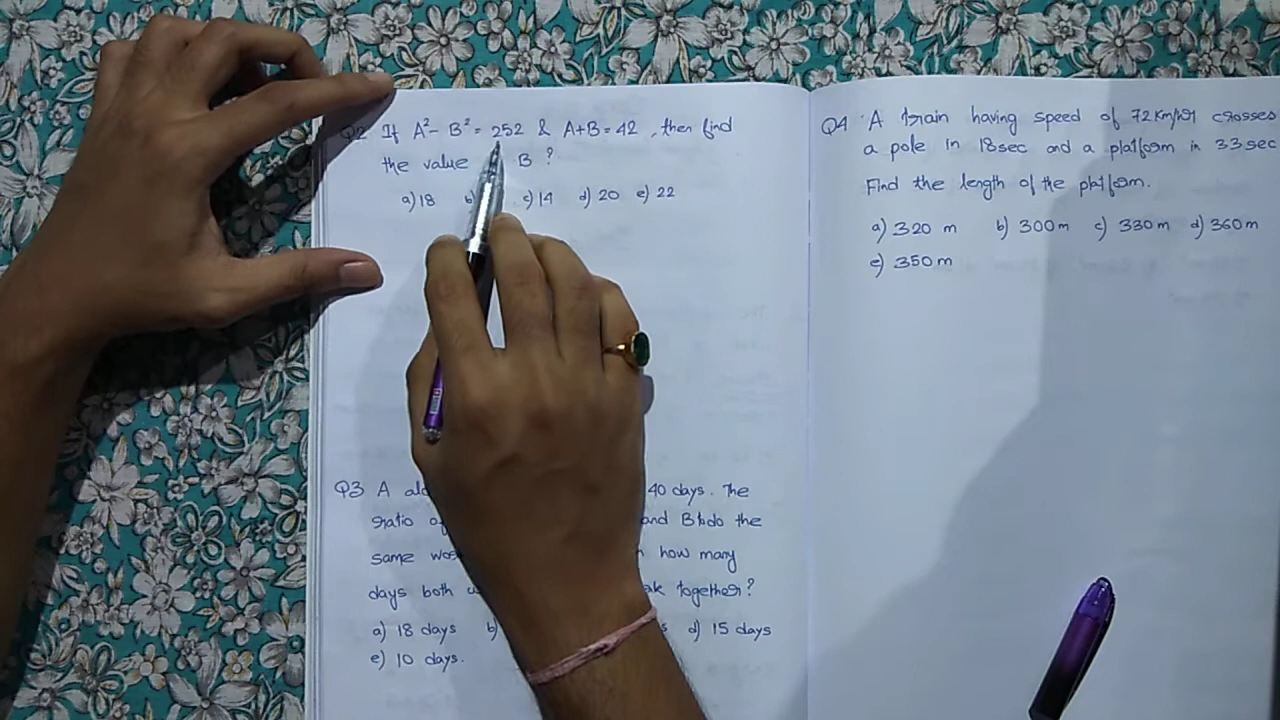 Q2 If A² - B² = 252 & A+B = 42, then find
the value B ?
a) 18 b) c) 14 d) 20 e) 22
Q3 A 40 days. The
ratio and B to do the
same how many
days both together?
a) 18 days b) d) 15 days
e) 10 days.
Q4 A train having speed of 72 Km/hr crosses
a pole in 18 sec and a platform in 33 sec
Find the length of the platform.
a) 320 m b) 300 m c) 330 m d) 360 m
e) 350 m